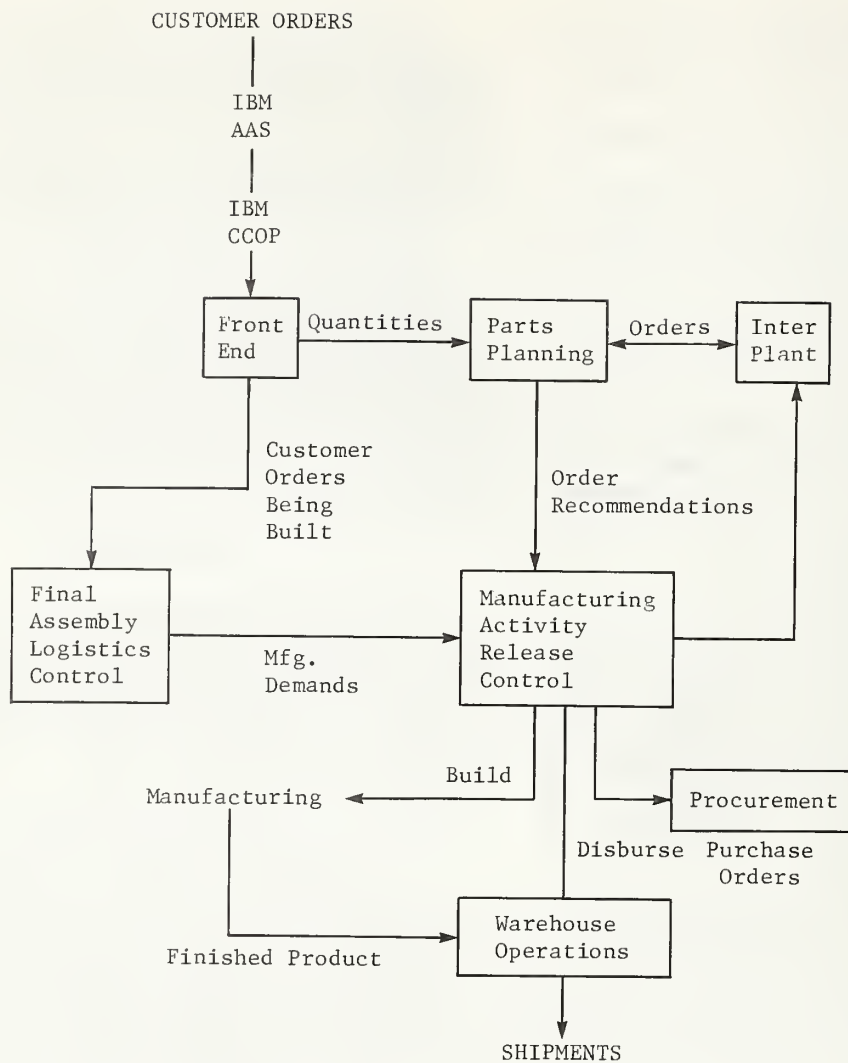 CUSTOMER ORDERS
IBM
AAS
IBM
CCOP
Front
End
Quantities
Parts
Planning
Orders
Inter
Plant
Customer
Orders
Being
Built
Order
Recommendations
Final
Assembly
Logistics
Control
Mfg.
Demands
Manufacturing
Activity
Release
Control
Build
Manufacturing
Procurement
Disburse
Purchase
Orders
Warehouse
Operations
Finished Product
SHIPMENTS